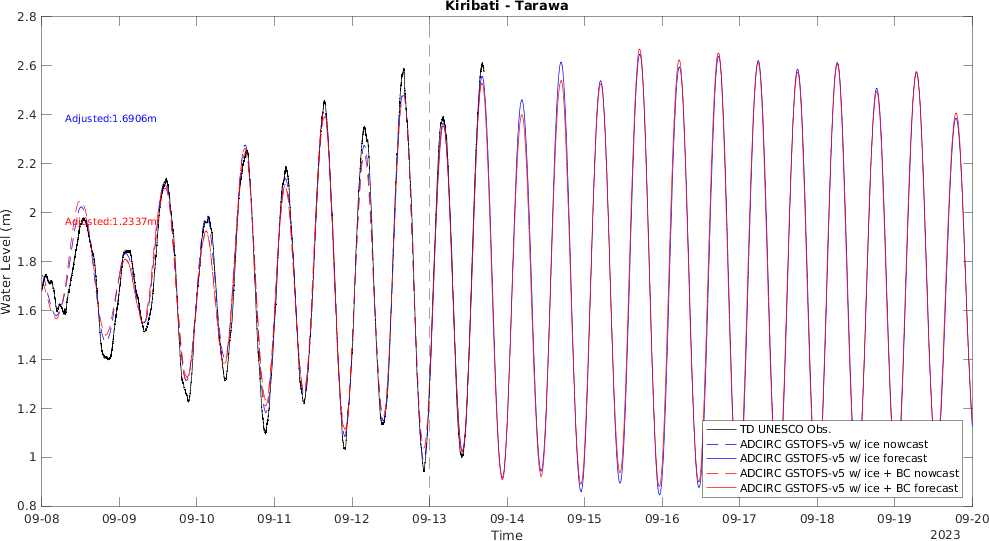 Kiribati - Tarawa
2.8
2.6
2.4
2.2
2
1.8
1.6
1.4
1.2
1
0.8
Water Level (m)
Adjusted:1.6906m
Adjusted:1.2337m
TD UNESCO Obs.
ADCIRC GSTOFS-v5 w/ ice nowcast
ADCIRC GSTOFS-v5 w/ ice forecast
ADCIRC GSTOFS-v5 w/ ice + BC nowcast
ADCIRC GSTOFS-v5 w/ ice + BC forecast
09-08 09-09 09-10 09-11 09-12 09-13 09-14 09-15 09-16 09-17 09-18 09-19 09-20
Time
2023